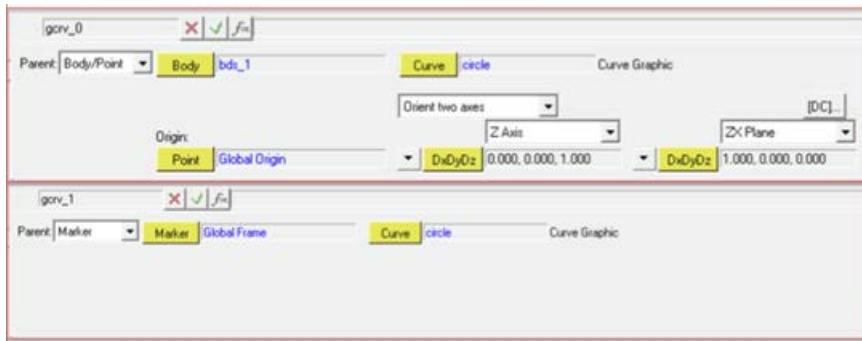 gcrv_0
Parent: Body/Point Body bds_1 Curve circle Curve Graphic
Orient two axes [DC]...
Origin: Z Axis ZX Plane
Point Global Origin DxDyDz 0.000, 0.000, 1.000 DxDyDz 1.000, 0.000, 0.000
gcrv_1
Parent: Marker Marker Global Frame Curve circle Curve Graphic